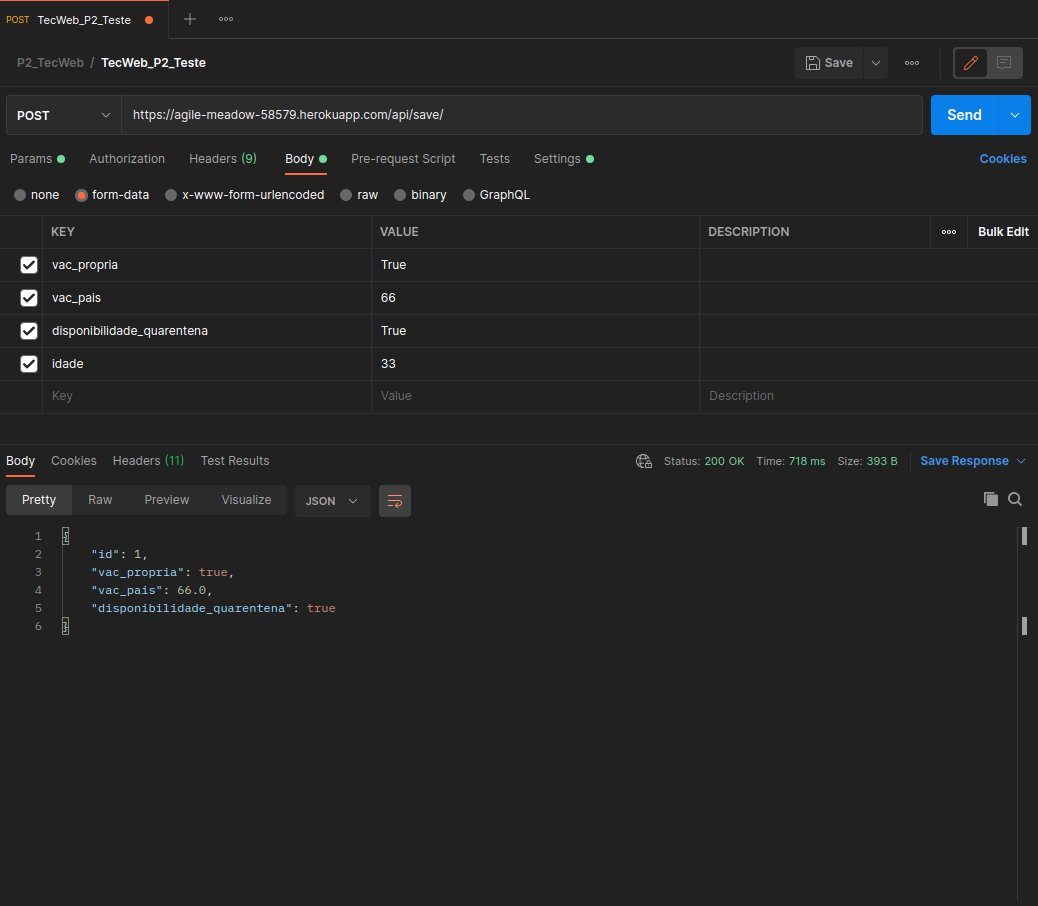 POST TecWeb_P2_Teste
P2_TecWeb / TecWeb_P2_Teste Save
POST https://agile-meadow-58579.herokuapp.com/api/save/ Send
Params Authorization Headers (9) Body Pre-request Script Tests Settings Cookies
none form-data x-www-form-urlencoded raw binary GraphQL
KEY VALUE DESCRIPTION Bulk Edit
vac_propria True
vac_pais 66
disponibilidade_quarentena True
idade 33
Key Value Description
Body Cookies Headers (11) Test Results Status: 200 OK Time: 718 ms Size: 393 B Save Response
Pretty Raw Preview Visualize JSON
1 {
2 "id": 1,
3 "vac_propria": true,
4 "vac_pais": 66.0,
5 "disponibilidade_quarentena": true
6 }